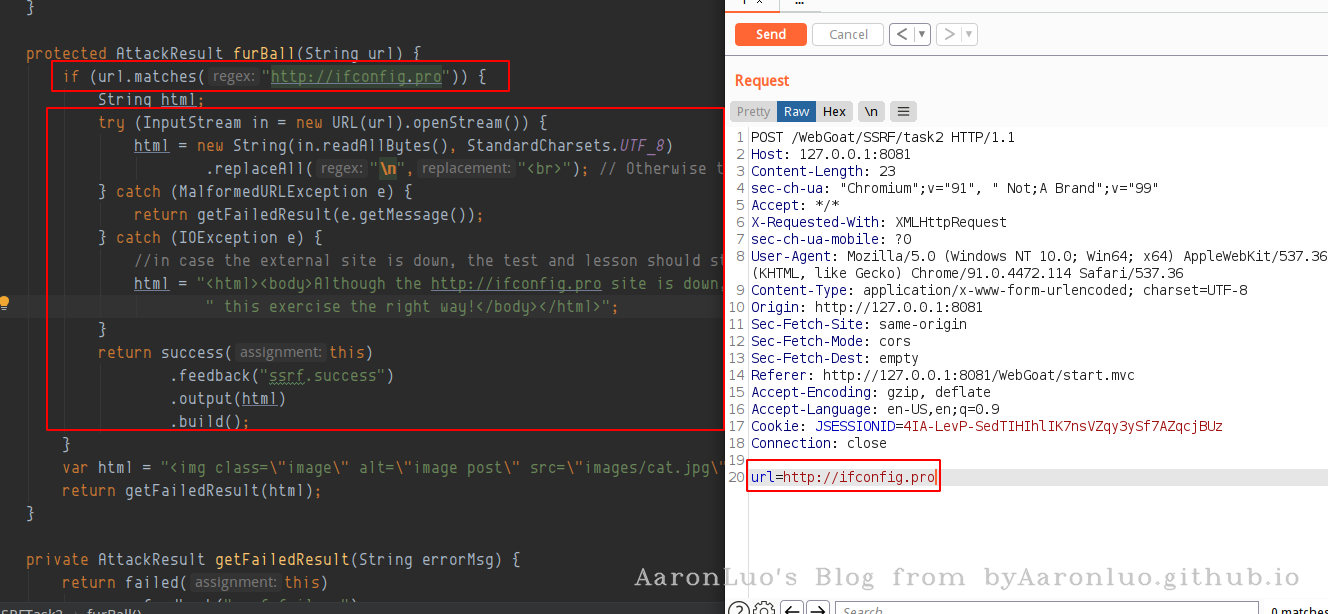 }
protected AttackResult furBall(String url) {
if (url.matches( regex: "http://ifconfig.pro")) {
String html;
try (InputStream in = new URL(url).openStream()) {
html = new String(in.readAllBytes(), StandardCharsets.UTF_8)
.replaceAll( regex: "\n", replacement: "<br>"); // Otherwise t
} catch (MalformedURLException e) {
return getFailedResult(e.getMessage());
} catch (IOException e) {
//in case the external site is down, the test and lesson should st
html = "<html><body>Although the http://ifconfig.pro site is down,
" this exercise the right way!</body></html>";
}
return success( assignment: this)
.feedback("ssrf.success")
.output(html)
.build();
}
var html = "<img class=\"image\" alt=\"image post\" src=\"images/cat.jpg\"
return getFailedResult(html);
}
private AttackResult getFailedResult(String errorMsg) {
return failed( assignment: this)
furBall()
Send
Cancel
< ▾
> ▾
Request
Pretty Raw Hex \n ≡
1 POST /WebGoat/SSRF/task2 HTTP/1.1
2 Host: 127.0.0.1:8081
3 Content-Length: 23
4 sec-ch-ua: "Chromium";v="91", " Not;A Brand";v="99"
5 Accept: */*
6 X-Requested-With: XMLHttpRequest
7 sec-ch-ua-mobile: ?0
8 User-Agent: Mozilla/5.0 (Windows NT 10.0; Win64; x64) AppleWebKit/537.36
(KHTML, like Gecko) Chrome/91.0.4472.114 Safari/537.36
9 Content-Type: application/x-www-form-urlencoded; charset=UTF-8
10 Origin: http://127.0.0.1:8081
11 Sec-Fetch-Site: same-origin
12 Sec-Fetch-Mode: cors
13 Sec-Fetch-Dest: empty
14 Referer: http://127.0.0.1:8081/WebGoat/start.mvc
15 Accept-Encoding: gzip, deflate
16 Accept-Language: en-US,en;q=0.9
17 Cookie: JSESSIONID=4IA-LevP-SedTIHIhlIK7nsVZqy3ySf7AZqcjBUz
18 Connection: close
19
20 url=http://ifconfig.pro
AaronLuo's Blog from byAaronluo.github.io
Search...
0 matches